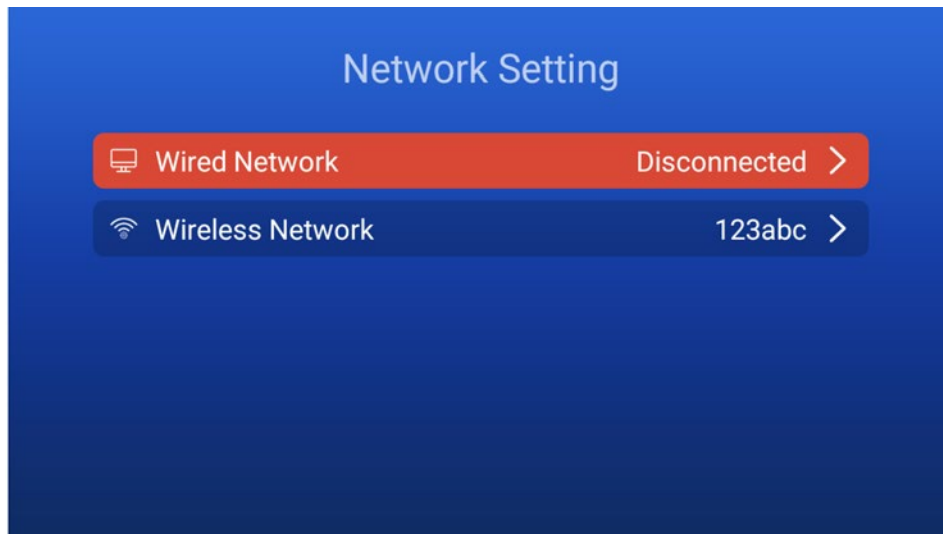 Network Setting
Wired Network Disconnected
Wireless Network 123abc